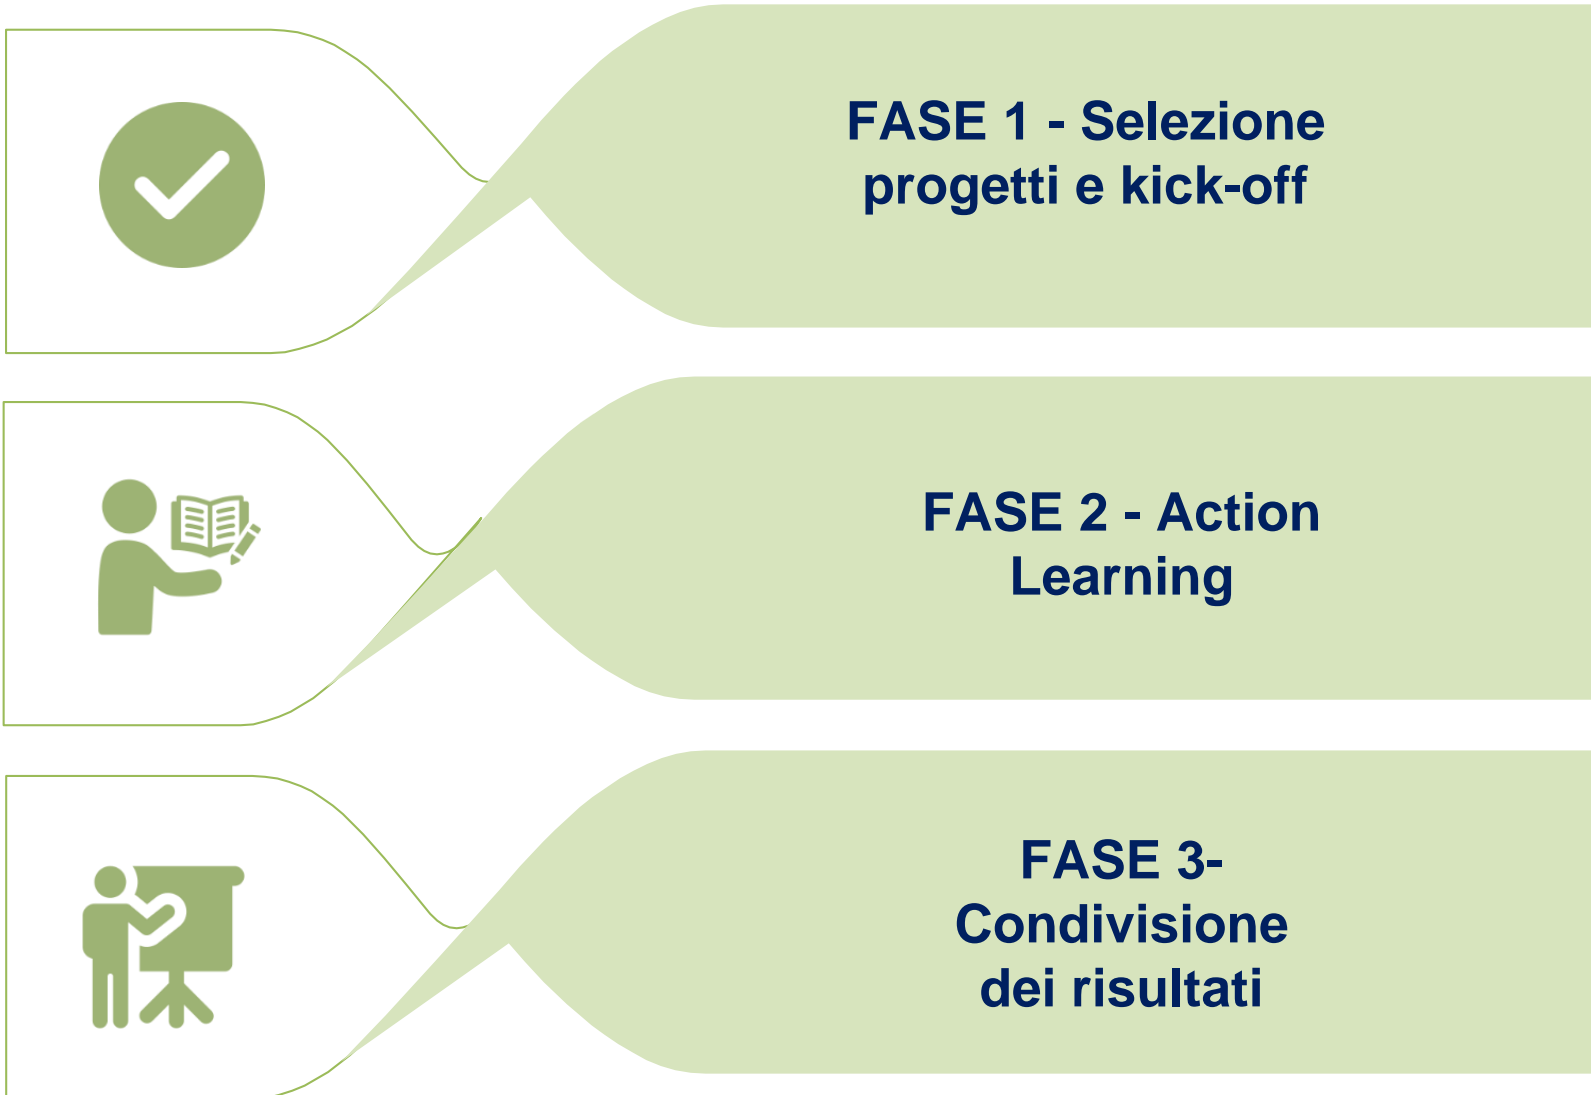 FASE 1 - Selezione
progetti e kick-off
FASE 2 - Action
Learning
FASE 3-
Condivisione
dei risultati